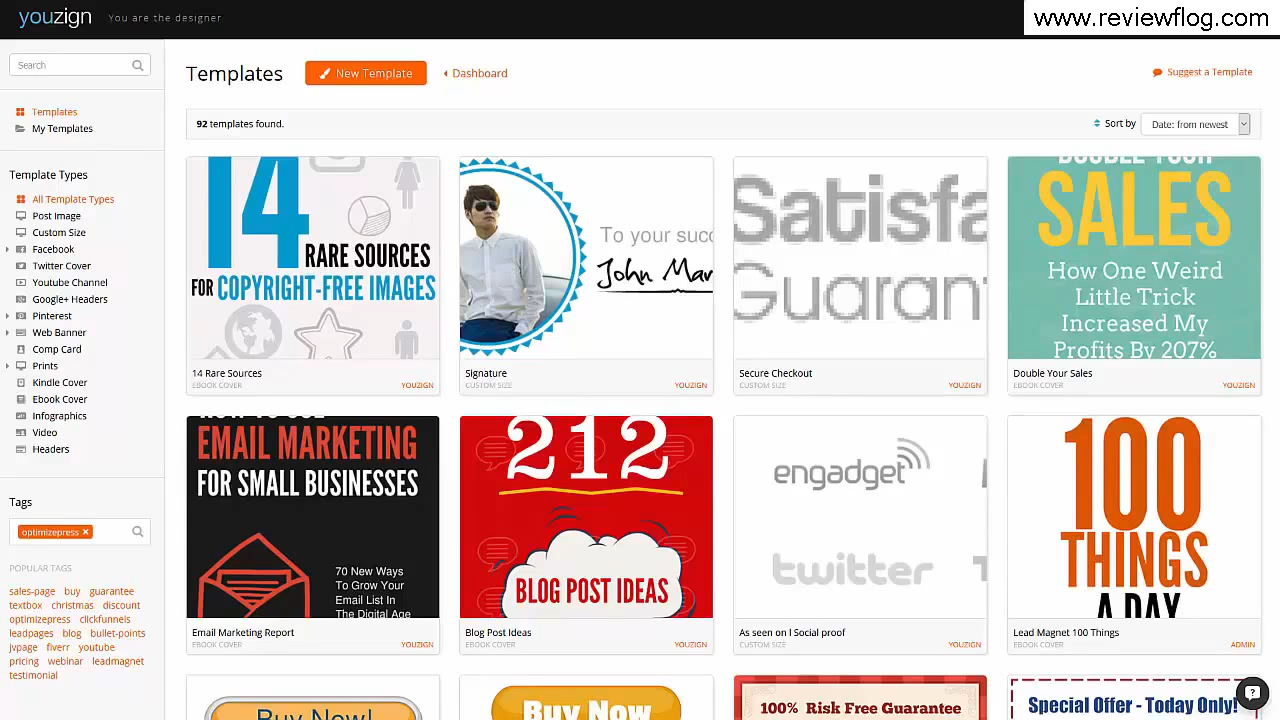 youzign You are the designer
www.reviewflog.com
Search
Templates
My Templates
Template Types
All Template Types
Post Image
Custom Size
Facebook
Twitter Cover
Youtube Channel
Google+ Headers
Pinterest
Web Banner
Comp Card
Prints
Kindle Cover
Ebook Cover
Infographics
Video
Headers
Tags
optimizepress x
POPULAR TAGS
sales-page buy guarantee
textbox christmas discount
optimizepress clickfunnels
leadpages blog bullet-points
jvpage fiverr youtube
pricing webinar leadmagnet
testimonial
Templates New Template Dashboard
Suggest a Template
92 templates found.
Sort by Date: from newest
14
RARE SOURCES
FOR COPYRIGHT-FREE IMAGES
14 Rare Sources
EBOOK COVER YOUZIGN
To your succ
John Mar
Signature
CUSTOM SIZE YOUZIGN
Satisfa
Guaran
Secure Checkout
CUSTOM SIZE YOUZIGN
DOUBLE YOUR
SALES
How One Weird
Little Trick
Increased My
Profits By 207%
Double Your Sales
EBOOK COVER YOUZIGN
HOW TO USE
EMAIL MARKETING
FOR SMALL BUSINESSES
70 New Ways
To Grow Your
Email List In
The Digital Age
Email Marketing Report
EBOOK COVER YOUZIGN
212
BLOG POST IDEAS
Blog Post Ideas
EBOOK COVER YOUZIGN
engadget
twitter
As seen on l Social proof
CUSTOM SIZE YOUZIGN
100
THINGS
A DAY
Lead Magnet 100 Things
EBOOK COVER ADMIN
Buy Now!
Buy Now
100% Risk Free Guarantee
Special Offer - Today Only!